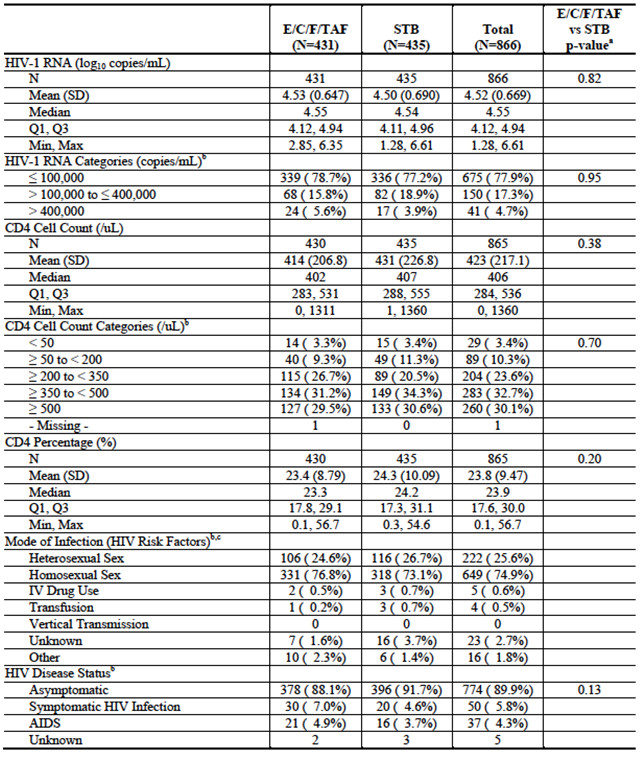 E/C/F/TAF (N=431) STB (N=435) Total (N=866) E/C/F/TAF vs STB p-valueᵃ
HIV-1 RNA (log₁₀ copies/mL)
N 431 435 866 0.82
Mean (SD) 4.53 (0.647) 4.50 (0.690) 4.52 (0.669)
Median 4.55 4.54 4.55
Q1, Q3 4.12, 4.94 4.11, 4.96 4.12, 4.94
Min, Max 2.85, 6.35 1.28, 6.61 1.28, 6.61
HIV-1 RNA Categories (copies/mL)ᵇ
≤ 100,000 339 ( 78.7%) 336 ( 77.2%) 675 ( 77.9%) 0.95
> 100,000 to ≤ 400,000 68 ( 15.8%) 82 ( 18.9%) 150 ( 17.3%)
> 400,000 24 ( 5.6%) 17 ( 3.9%) 41 ( 4.7%)
CD4 Cell Count (/uL)
N 430 435 865 0.38
Mean (SD) 414 (206.8) 431 (226.8) 423 (217.1)
Median 402 407 406
Q1, Q3 283, 531 288, 555 284, 536
Min, Max 0, 1311 1, 1360 0, 1360
CD4 Cell Count Categories (/uL)ᵇ
< 50 14 ( 3.3%) 15 ( 3.4%) 29 ( 3.4%) 0.70
≥ 50 to < 200 40 ( 9.3%) 49 ( 11.3%) 89 ( 10.3%)
≥ 200 to < 350 115 ( 26.7%) 89 ( 20.5%) 204 ( 23.6%)
≥ 350 to < 500 134 ( 31.2%) 149 ( 34.3%) 283 ( 32.7%)
≥ 500 127 ( 29.5%) 133 ( 30.6%) 260 ( 30.1%)
- Missing - 1 0 1
CD4 Percentage (%)
N 430 435 865 0.20
Mean (SD) 23.4 (8.79) 24.3 (10.09) 23.8 (9.47)
Median 23.3 24.2 23.9
Q1, Q3 17.8, 29.1 17.3, 31.1 17.6, 30.0
Min, Max 0.1, 56.7 0.3, 54.6 0.1, 56.7
Mode of Infection (HIV Risk Factors)ᵇ,ᶜ
Heterosexual Sex 106 ( 24.6%) 116 ( 26.7%) 222 ( 25.6%)
Homosexual Sex 331 ( 76.8%) 318 ( 73.1%) 649 ( 74.9%)
IV Drug Use 2 ( 0.5%) 3 ( 0.7%) 5 ( 0.6%)
Transfusion 1 ( 0.2%) 3 ( 0.7%) 4 ( 0.5%)
Vertical Transmission 0 0 0
Unknown 7 ( 1.6%) 16 ( 3.7%) 23 ( 2.7%)
Other 10 ( 2.3%) 6 ( 1.4%) 16 ( 1.8%)
HIV Disease Statusᵇ
Asymptomatic 378 ( 88.1%) 396 ( 91.7%) 774 ( 89.9%) 0.13
Symptomatic HIV Infection 30 ( 7.0%) 20 ( 4.6%) 50 ( 5.8%)
AIDS 21 ( 4.9%) 16 ( 3.7%) 37 ( 4.3%)
Unknown 2 3 5